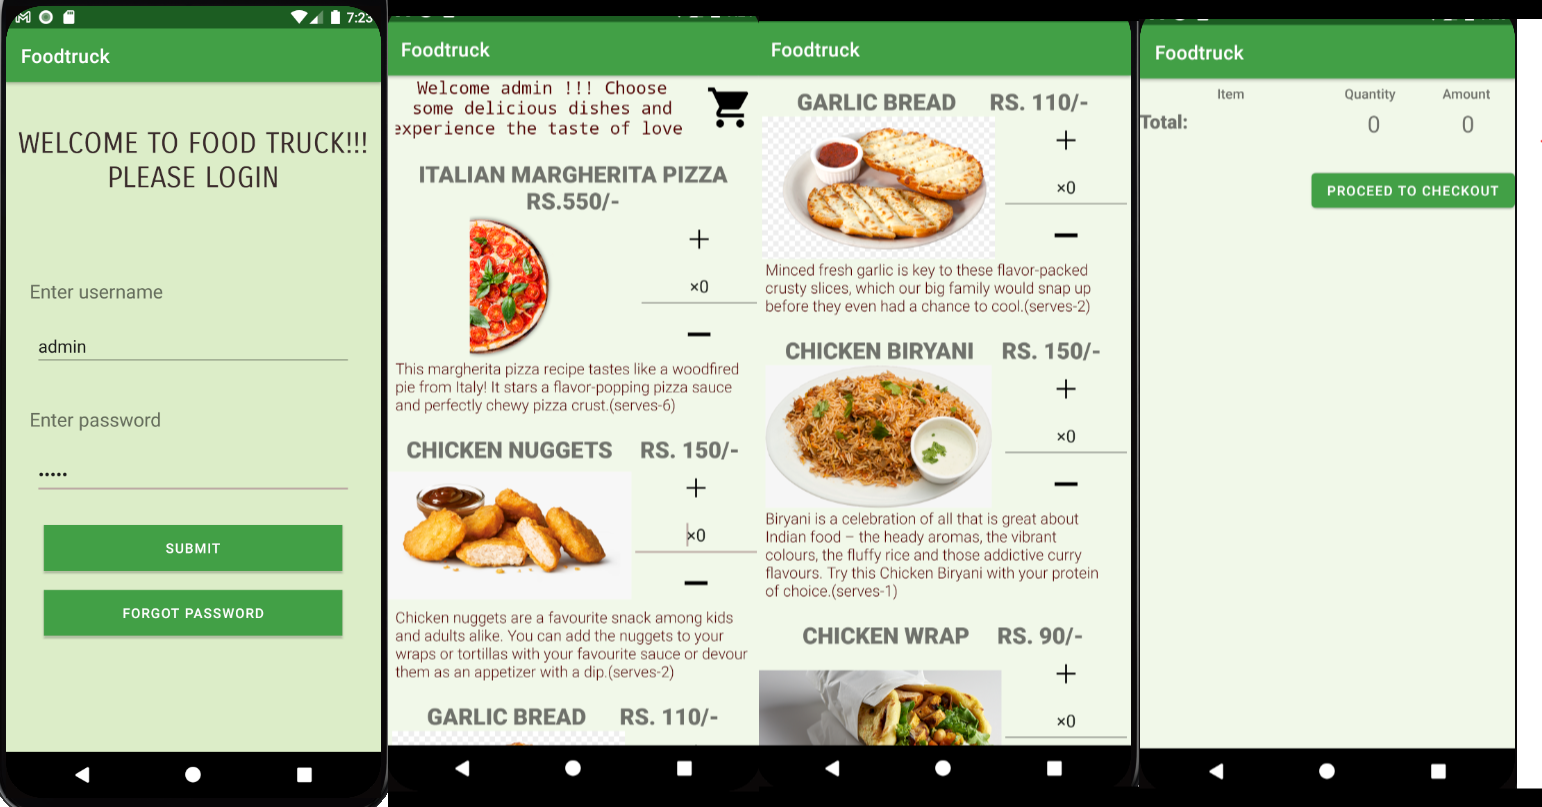 7:23
Foodtruck
WELCOME TO FOOD TRUCK!!!
PLEASE LOGIN
Enter username
admin
Enter password
•••••
SUBMIT
FORGOT PASSWORD
Foodtruck
Welcome admin !!! Choose
some delicious dishes and
experience the taste of love
ITALIAN MARGHERITA PIZZA
RS.550/-
+
×0
This margherita pizza recipe tastes like a woodfired
pie from Italy! It stars a flavor-popping pizza sauce
and perfectly chewy pizza crust.(serves-6)
CHICKEN NUGGETS RS. 150/-
+
×0
Chicken nuggets are a favourite snack among kids
and adults alike. You can add the nuggets to your
wraps or tortillas with your favourite sauce or devour
them as an appetizer with a dip.(serves-2)
GARLIC BREAD RS. 110/-
Foodtruck
GARLIC BREAD RS. 110/-
+
×0
Minced fresh garlic is key to these flavor-packed
crusty slices, which our big family would snap up
before they even had a chance to cool.(serves-2)
CHICKEN BIRYANI RS. 150/-
+
×0
Biryani is a celebration of all that is great about
Indian food – the heady aromas, the vibrant
colours, the fluffy rice and those addictive curry
flavours. Try this Chicken Biryani with your protein
of choice.(serves-1)
CHICKEN WRAP RS. 90/-
+
×0
Foodtruck
Item Quantity Amount
Total: 0 0
PROCEED TO CHECKOUT